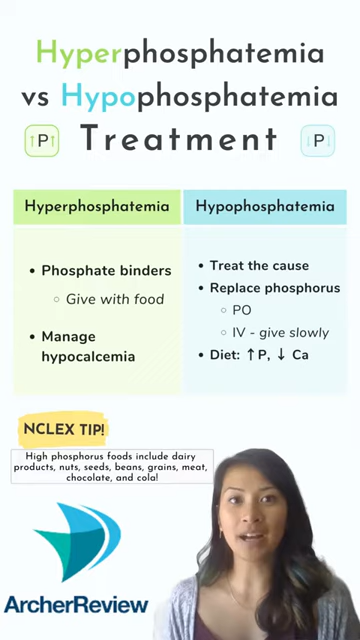 Hyperphosphatemia
vs Hypophosphatemia
↑P↑ Treatment ↓P↓
Hyperphosphatemia
Hypophosphatemia
• Phosphate binders
○ Give with food
• Manage
hypocalcemia
• Treat the cause
• Replace phosphorus
○ PO
○ IV - give slowly
• Diet: ↑P, ↓ Ca
NCLEX TIP!
High phosphorus foods include dairy
products, nuts, seeds, beans, grains, meat,
chocolate, and cola!
ArcherReview